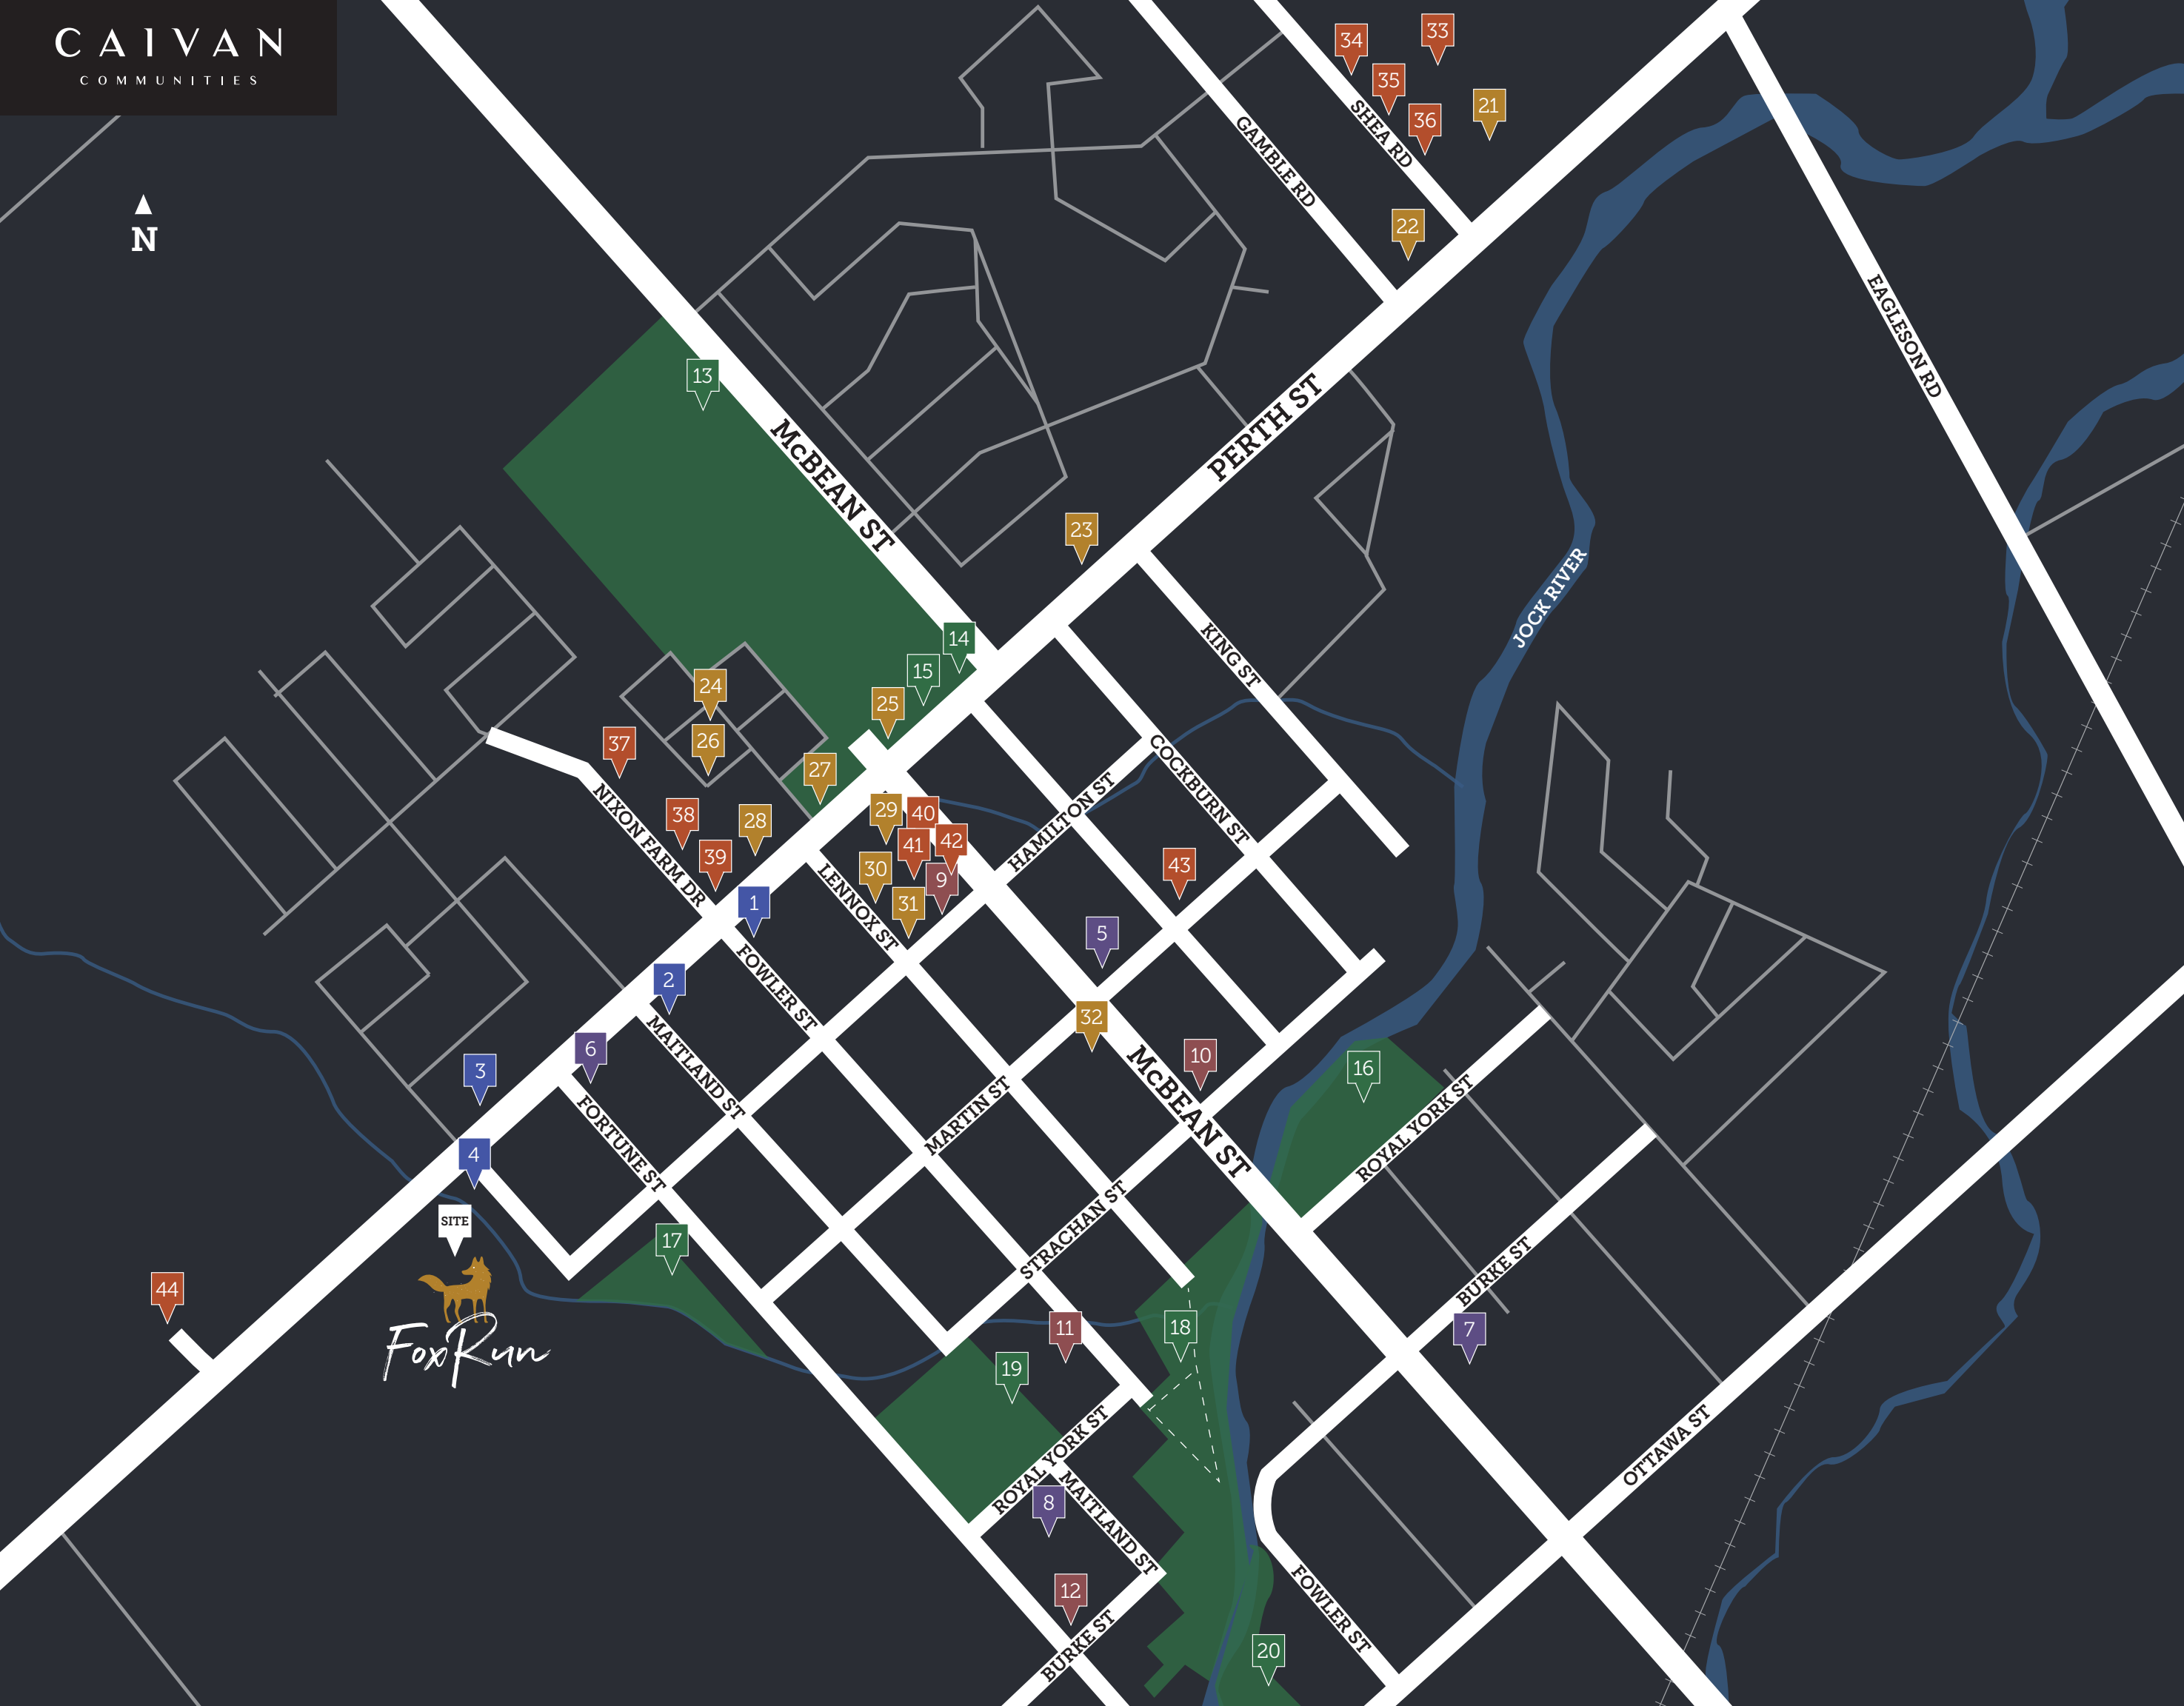 CAIVAN
COMMUNITIES
N
34
33
35
36
21
SHEA RD
GAMBLE RD
22
EAGLESON RD
13
McBEAN ST
PERTH ST
23
JOCK RIVER
14
15
KING ST
24
25
26
37
27
COCKBURN ST
HAMILTON ST
NIXON FARM DR
38
28
29
40
39
41
42
30
9
43
LENNOX ST
1
31
5
FOWLER ST
2
32
MAITLAND ST
6
3
10
McBEAN ST
16
MARTIN ST
ROYAL YORK ST
FORTUNE ST
4
SITE
17
STRACHAN ST
BURKE ST
44
FoxRun
11
18
7
19
ROYAL YORK ST
OTTAWA ST
8
MAITLAND ST
12
BURKE ST
FOWLER ST
20